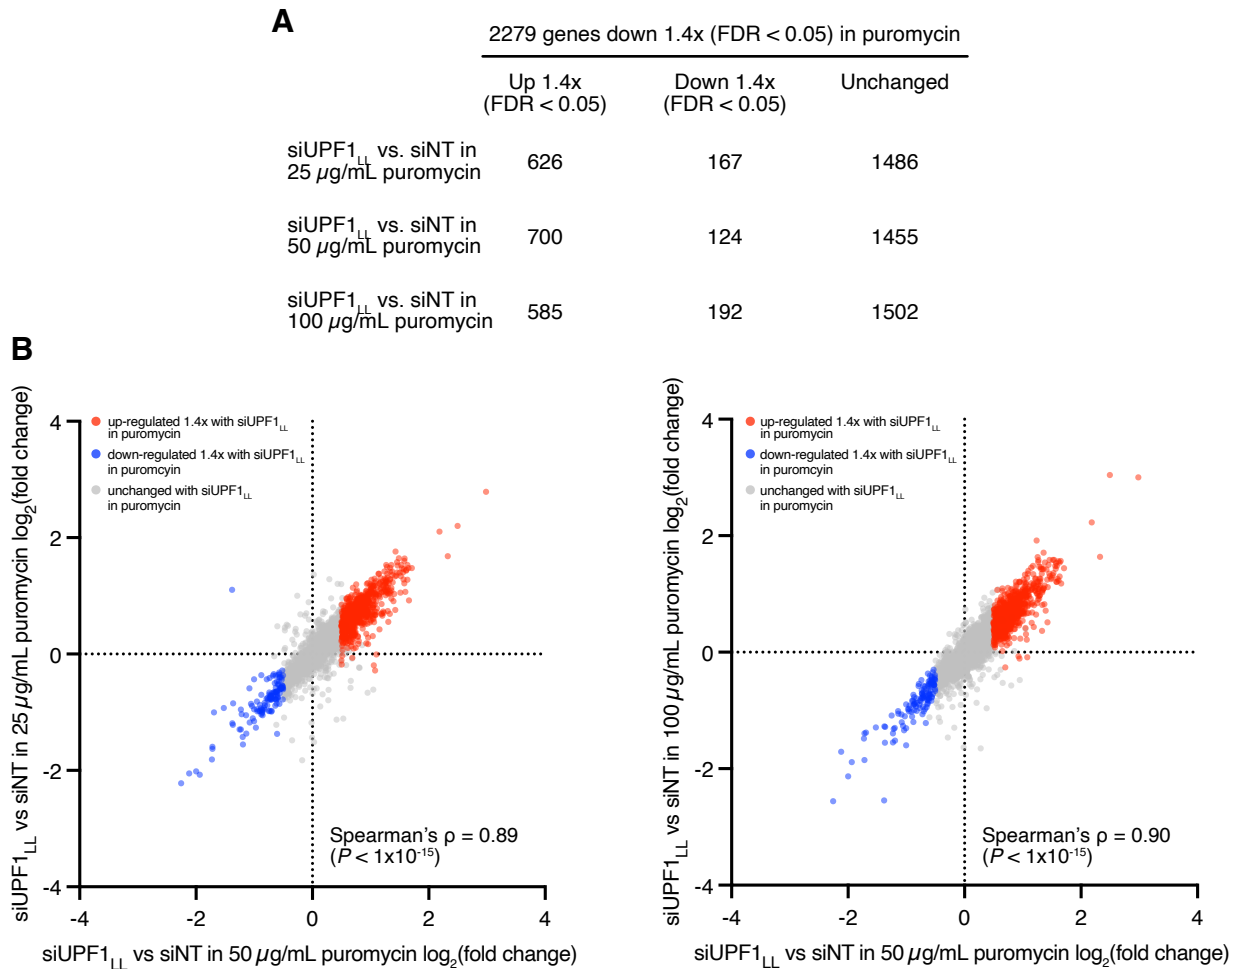 A
2279 genes down 1.4x (FDR < 0.05) in puromycin
Up 1.4x
(FDR < 0.05)
Down 1.4x
(FDR < 0.05)
Unchanged
siUPF1LL vs. siNT in
25 µg/mL puromycin
626
167
1486
siUPF1LL vs. siNT in
50 µg/mL puromycin
700
124
1455
siUPF1LL vs. siNT in
100 µg/mL puromycin
585
192
1502
B
siUPF1LL vs siNT in 25 µg/mL puromycin log2(fold change)
4
2
0
-2
-4
up-regulated 1.4x with siUPF1LL
in puromycin
down-regulated 1.4x with siUPF1LL
in puromcyin
unchanged with siUPF1LL
in puromycin
Spearman's ρ = 0.89
(P < 1x10-15)
-4
-2
0
2
4
siUPF1LL vs siNT in 50 µg/mL puromycin log2(fold change)
siUPF1LL vs siNT in 100 µg/mL puromycin log2(fold change)
4
2
0
-2
-4
up-regulated 1.4x with siUPF1LL
in puromycin
down-regulated 1.4x with siUPF1LL
in puromcyin
unchanged with siUPF1LL
in puromycin
Spearman's ρ = 0.90
(P < 1x10-15)
-4
-2
0
2
4
siUPF1LL vs siNT in 50 µg/mL puromycin log2(fold change)